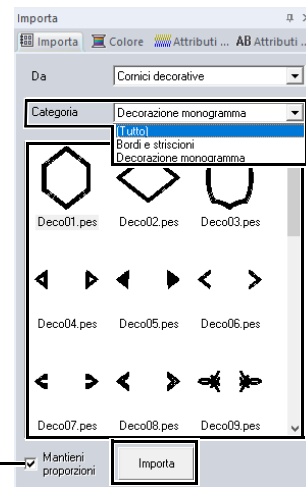 Importa
Importa Colore Attributi ... AB Attributi ..
Da Cornici decorative
Categoria Decorazione monogramma
(Tutto)
Bordi e striscioni
Decorazione monogramma
Deco01.pes Deco02.pes Deco03.pes
Deco04.pes Deco05.pes Deco06.pes
Deco07.pes Deco08.pes Deco09.pes
Mantieni
proporzioni
Importa